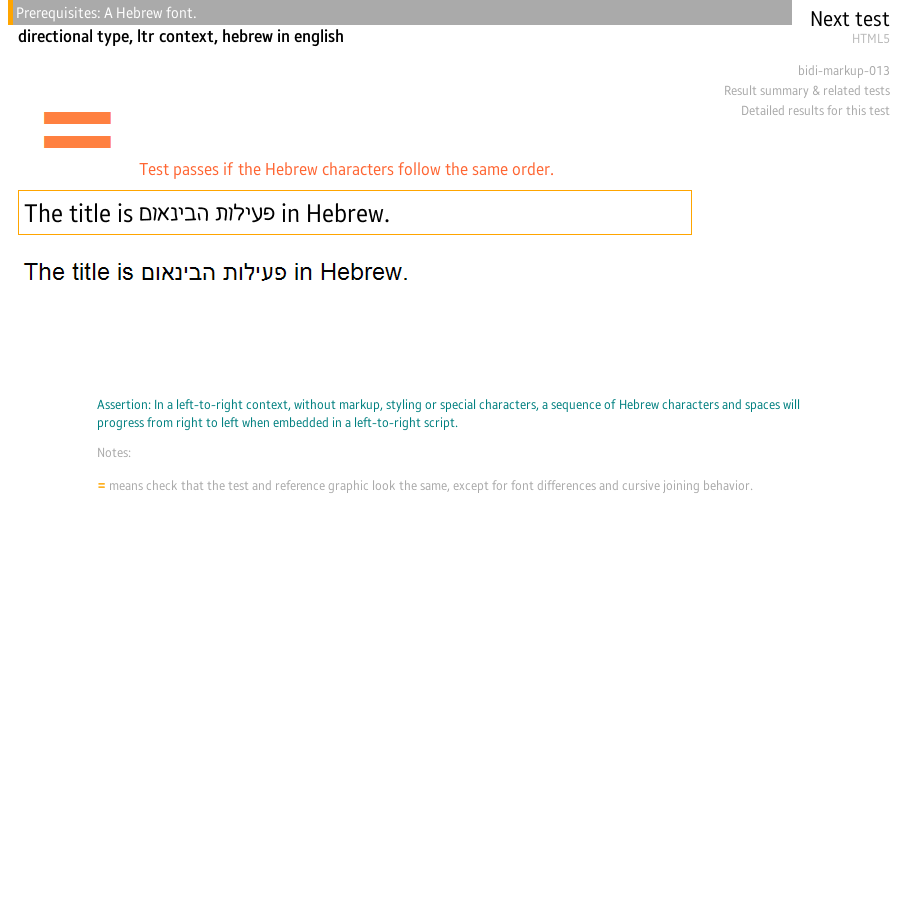 Prerequisites: A Hebrew font.
Next test
directional type, ltr context, hebrew in english
HTML5
bidi-markup-013
Result summary & related tests
Detailed results for this test
=
Test passes if the Hebrew characters follow the same order.
The title is פעילות הבינאום in Hebrew.
The title is פעילות הבינאום in Hebrew.
Assertion: In a left-to-right context, without markup, styling or special characters, a sequence of Hebrew characters and spaces will
progress from right to left when embedded in a left-to-right script.
Notes:
= means check that the test and reference graphic look the same, except for font differences and cursive joining behavior.